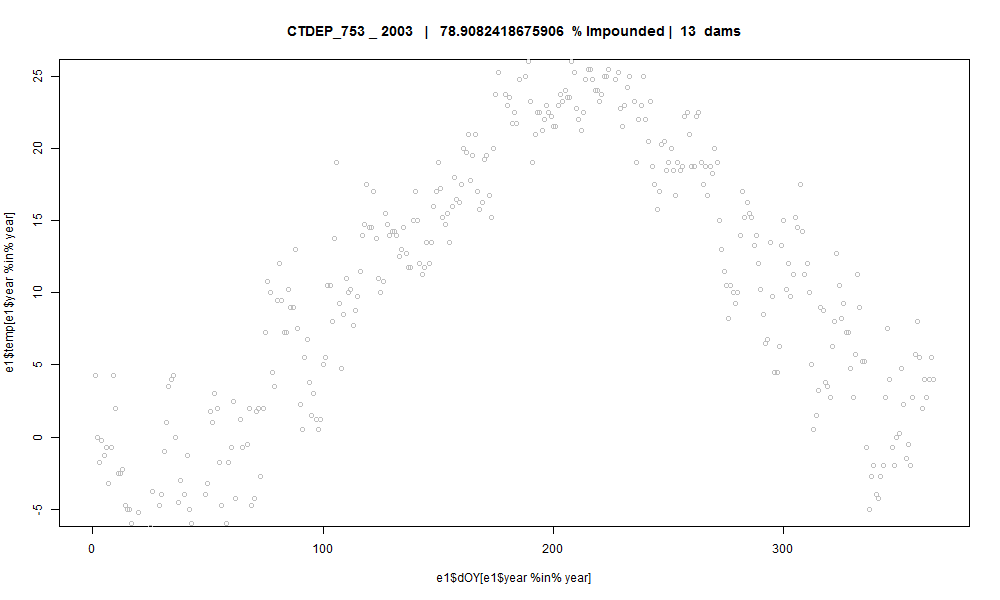 CTDEP_753 _ 2003 | 78.9082418675906 % Impounded | 13 dams
e1$temp[e1$year %in% year]
25
20
15
10
5
0
-5
0 100 200 300
e1$dOY[e1$year %in% year]